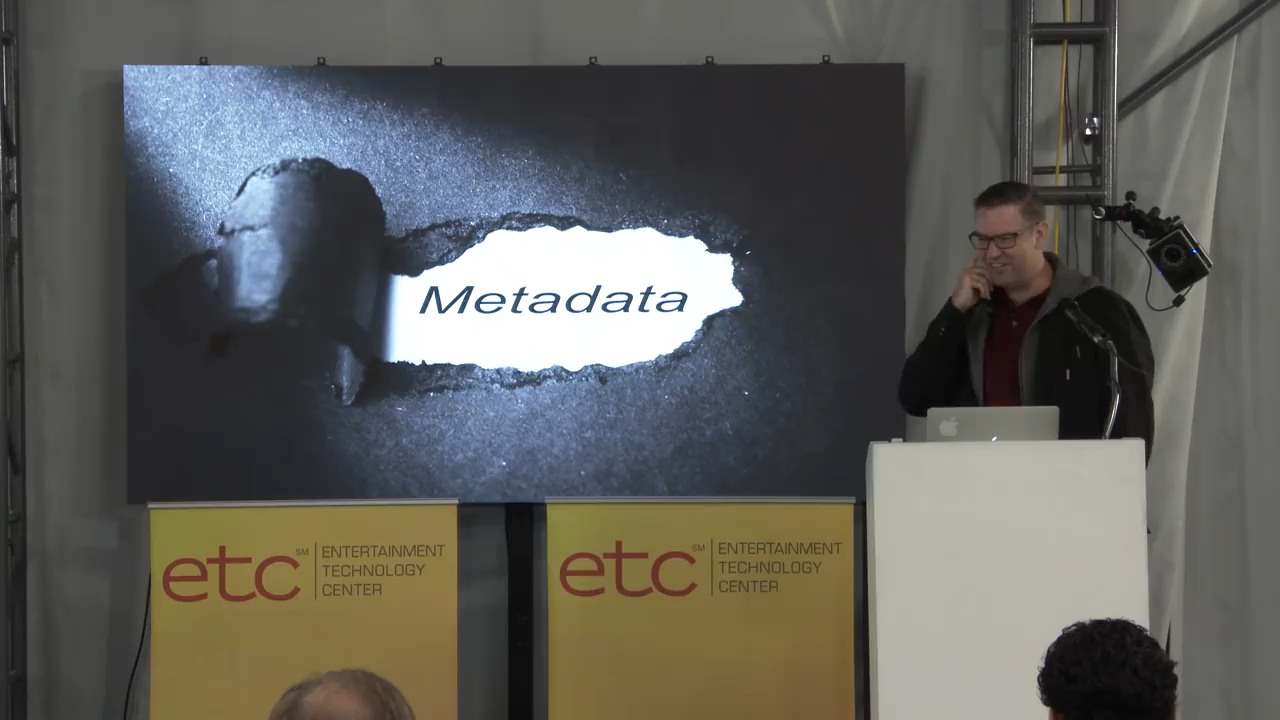 Metadata
etc SM
ENTERTAINMENT
TECHNOLOGY
CENTER
etc SM
ENTERTAINMENT
TECHNOLOGY
CENTER